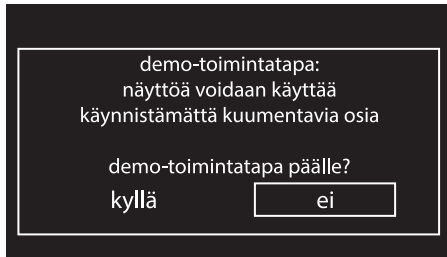 demo-toimintatapa:
näyttöä voidaan käyttää
käynnistämättä kuumentavia osia
demo-toimintatapa päälle?
kyllä ei